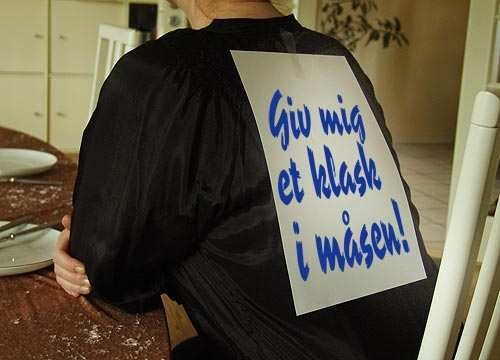 Giv mig
et klask
i måsen!